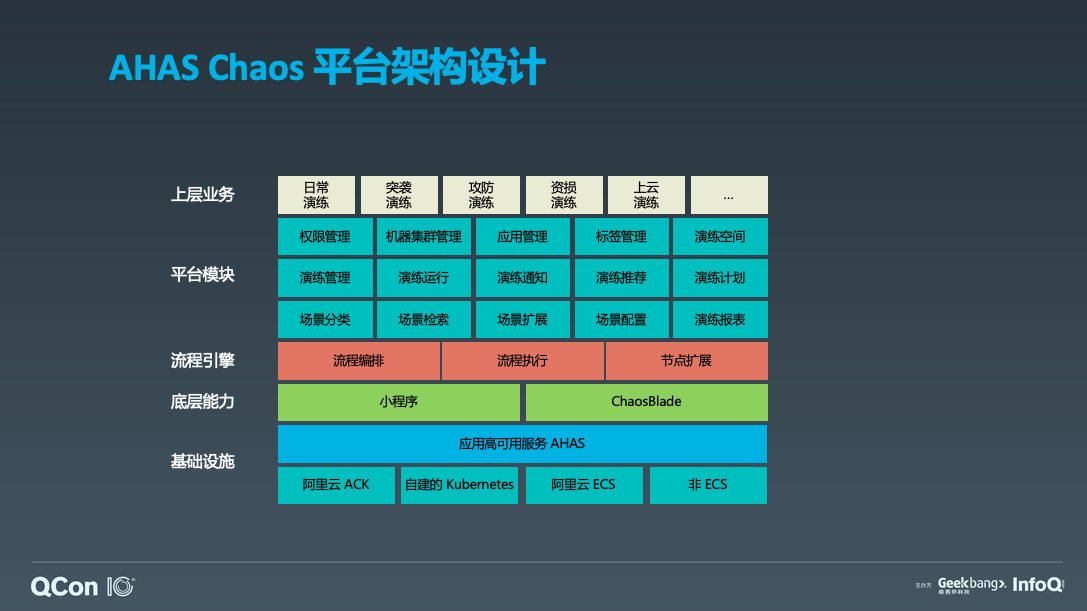 AHAS Chaos 平台架构设计
上层业务
日常
演练
突袭
演练
攻防
演练
资损
演练
上云
演练
...
平台模块
权限管理
机器集群管理
应用管理
标签管理
演练空间
演练管理
演练运行
演练通知
演练推荐
演练计划
场景分类
场景检索
场景扩展
场景配置
演练报表
流程引擎
流程编排
流程执行
节点扩展
底层能力
小程序
ChaosBlade
基础设施
应用高可用服务 AHAS
阿里云 ACK
自建的 Kubernetes
阿里云 ECS
非 ECS
QCon 10
主办方
Geekbang>.
极客邦科技
InfoQ